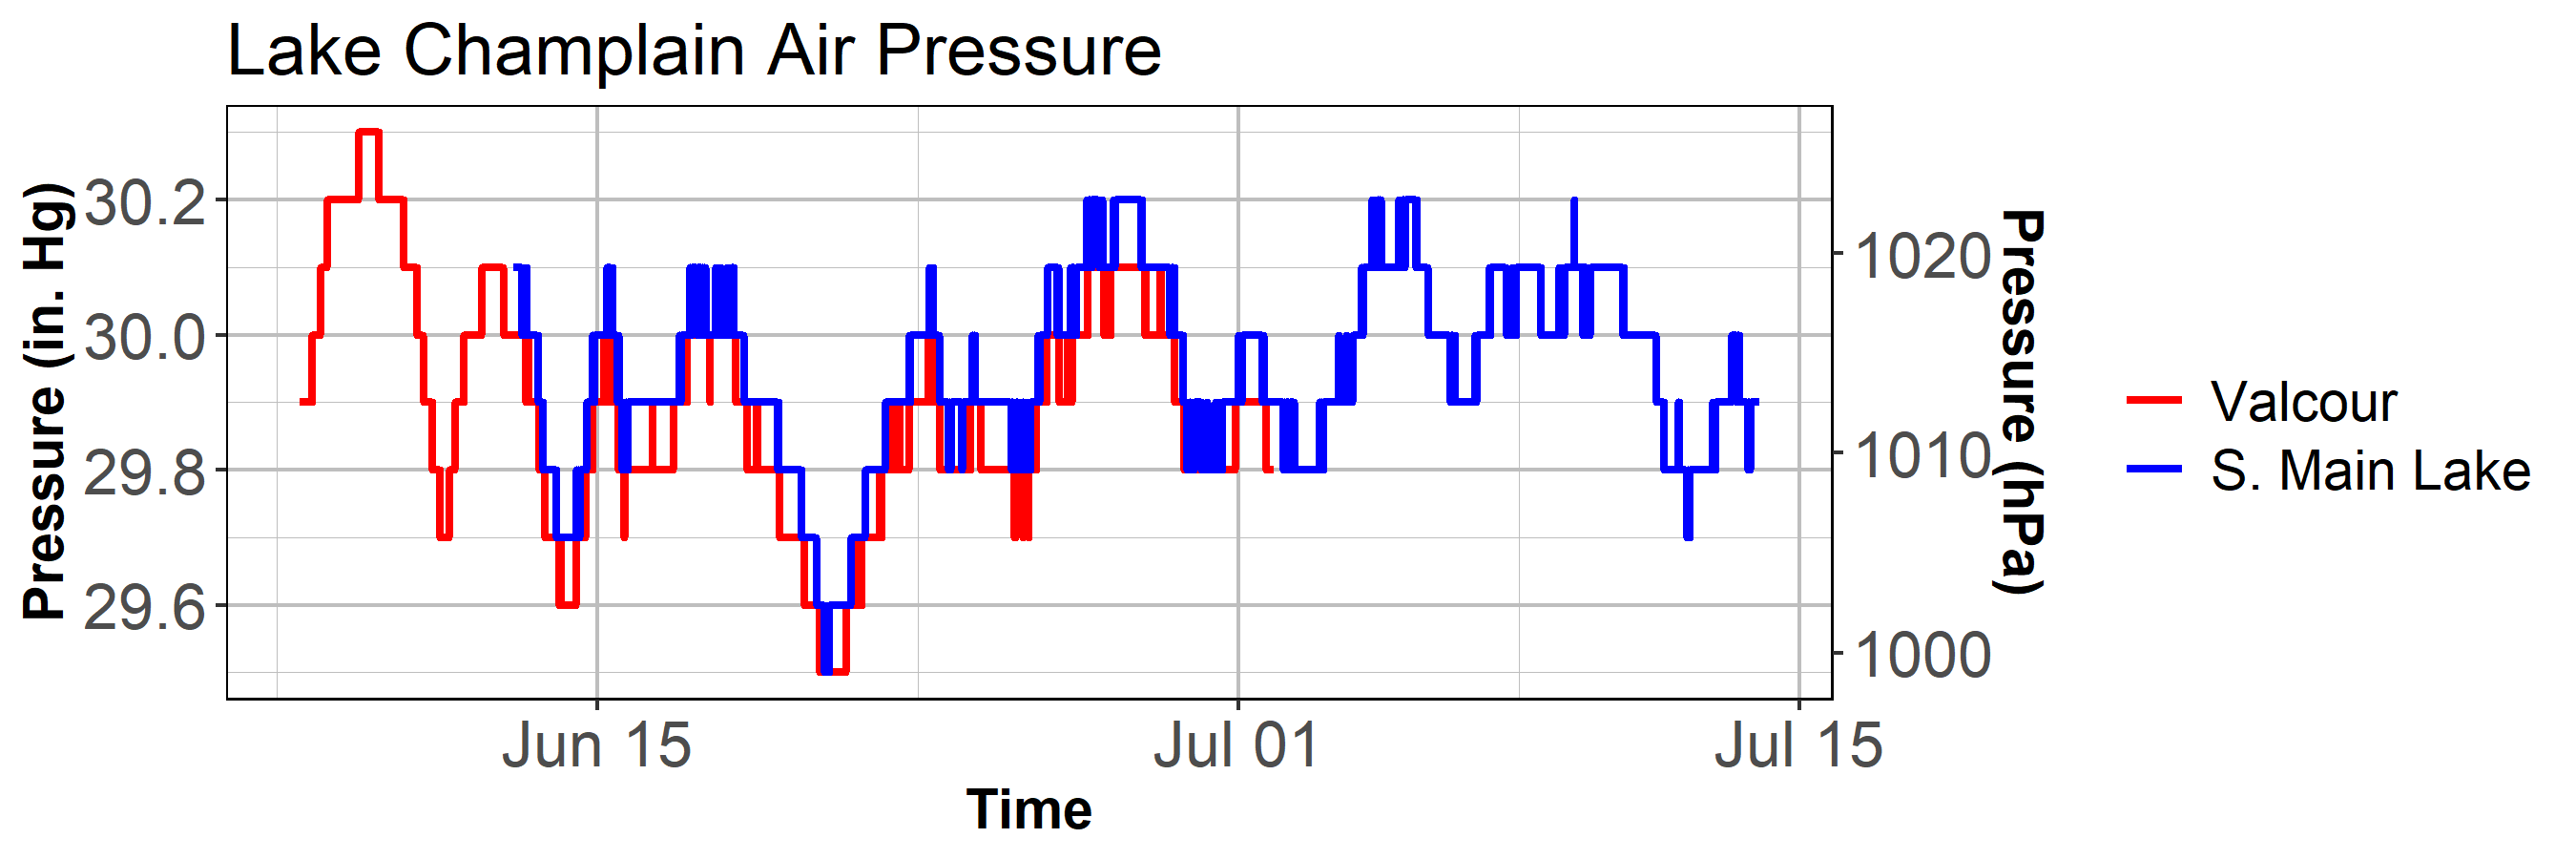 Lake Champlain Air Pressure
Pressure (in. Hg)
30.2
30.0
29.8
29.6
1020
1010
1000
Pressure (hPa)
Jun 15
Jul 01
Jul 15
Time
Valcour
S. Main Lake